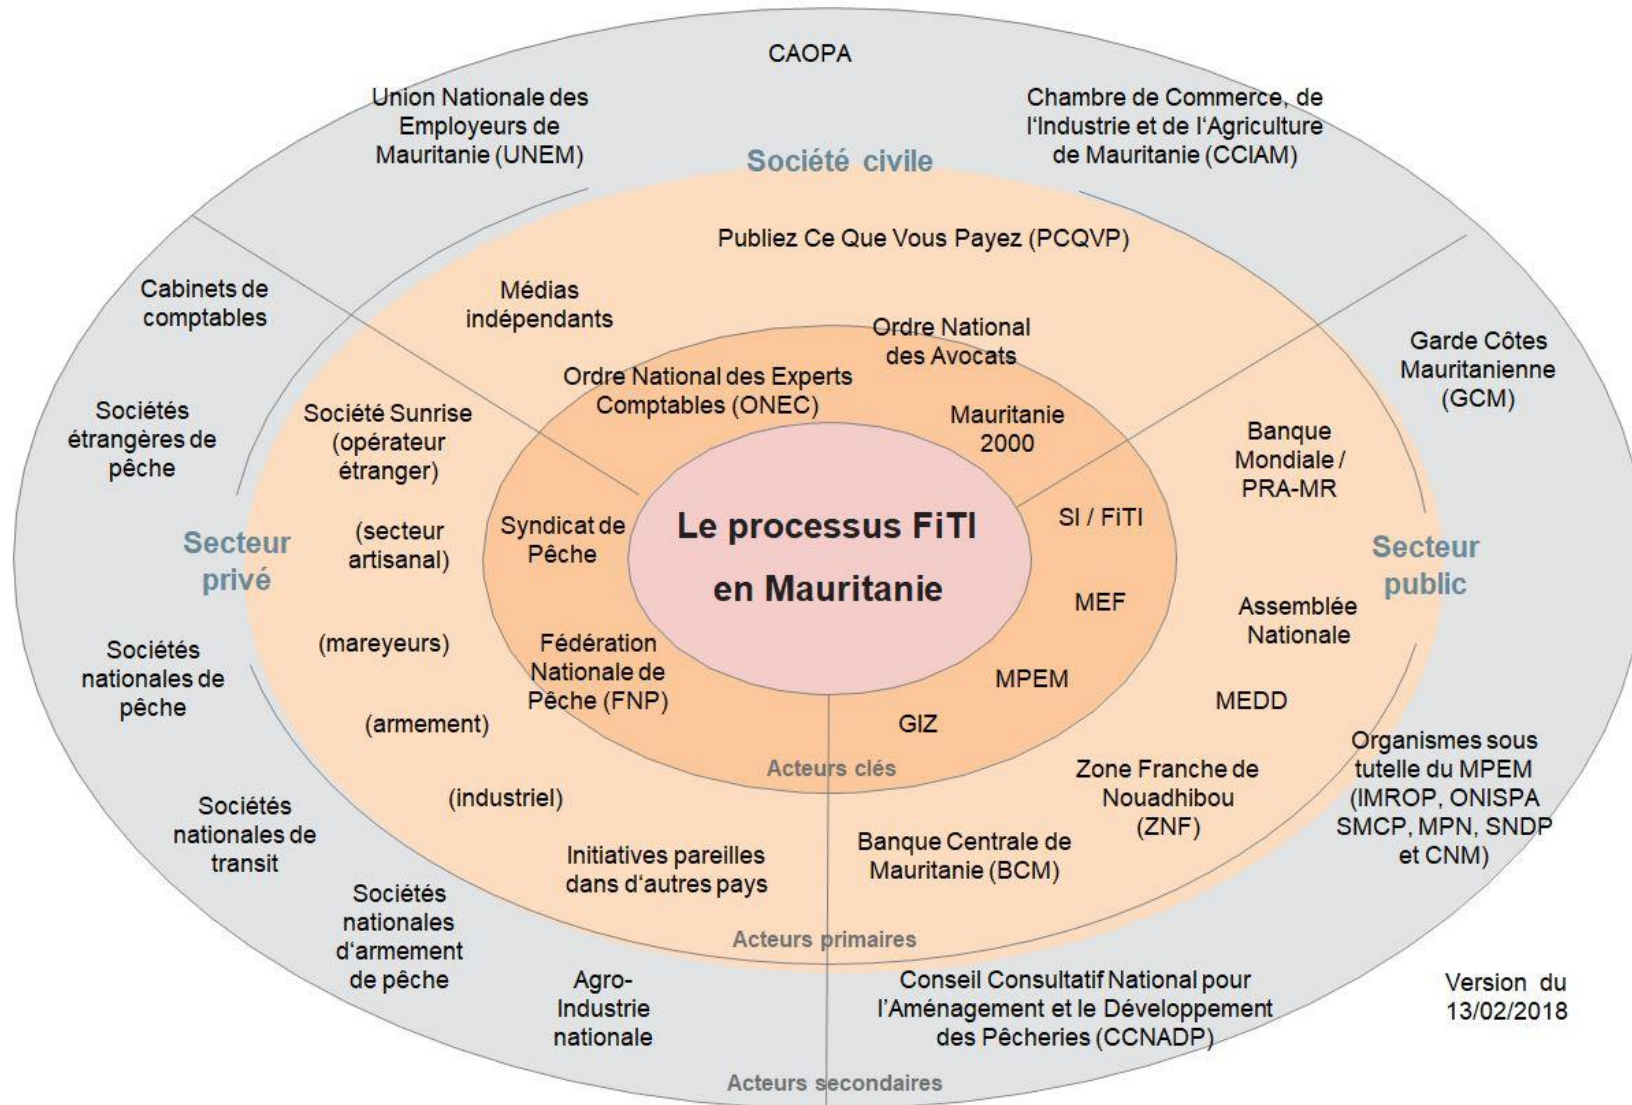 CAOPA
Union Nationale des
Employeurs de
Mauritanie (UNEM)
Chambre de Commerce, de
l‘Industrie et de l‘Agriculture
de Mauritanie (CCIAM)
Société civile
Publiez Ce Que Vous Payez (PCQVP)
Médias
indépendants
Ordre National
des Avocats
Ordre National des Experts
Comptables (ONEC)
Mauritanie
2000
Cabinets de
comptables
Sociétés
étrangères de
pêche
Société Sunrise
(opérateur
étranger)
(secteur
artisanal)
Syndicat de
Pêche
Secteur
privé
(mareyeurs)
Fédération
Nationale de
Pêche (FNP)
Sociétés
nationales de
pêche
(armement)
(industriel)
Sociétés
nationales de
transit
Initiatives pareilles
dans d‘autres pays
Sociétés
nationales
d‘armement
de pêche
Agro-
Industrie
nationale
Le processus FiTI
en Mauritanie
Garde Côtes
Mauritanienne
(GCM)
Banque
Mondiale /
PRA-MR
SI / FiTI
Secteur
public
MEF
Assemblée
Nationale
MPEM
MEDD
GIZ
Organismes sous
tutelle du MPEM
(IMROP, ONISPA
SMCP, MPN, SNDP
et CNM)
Zone Franche de
Nouadhibou
(ZNF)
Banque Centrale de
Mauritanie (BCM)
Conseil Consultatif National pour
l‘Aménagement et le Développement
des Pêcheries (CCNADP)
Acteurs clés
Acteurs primaires
Acteurs secondaires
Version du
13/02/2018